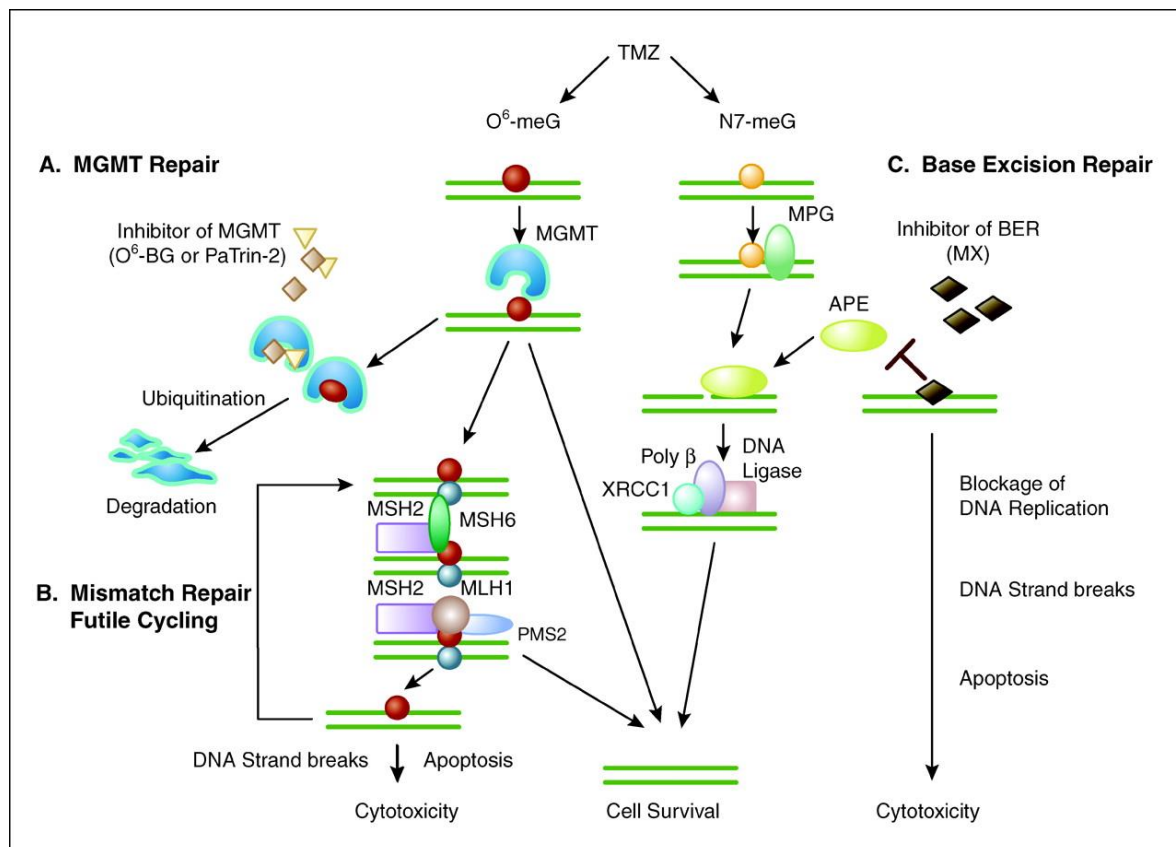 TMZ
O⁶-meG
N7-meG
A. MGMT Repair
C. Base Excision Repair
Inhibitor of MGMT
(O⁶-BG or PaTrin-2)
MGMT
MPG
Inhibitor of BER
(MX)
APE
Ubiquitination
Degradation
Poly β
DNA
Ligase
XRCC1
MSH2
MSH6
Blockage of
DNA Replication
B. Mismatch Repair
Futile Cycling
MSH2
MLH1
PMS2
DNA Strand breaks
Apoptosis
DNA Strand breaks
Apoptosis
Cytotoxicity
Cell Survival
Cytotoxicity